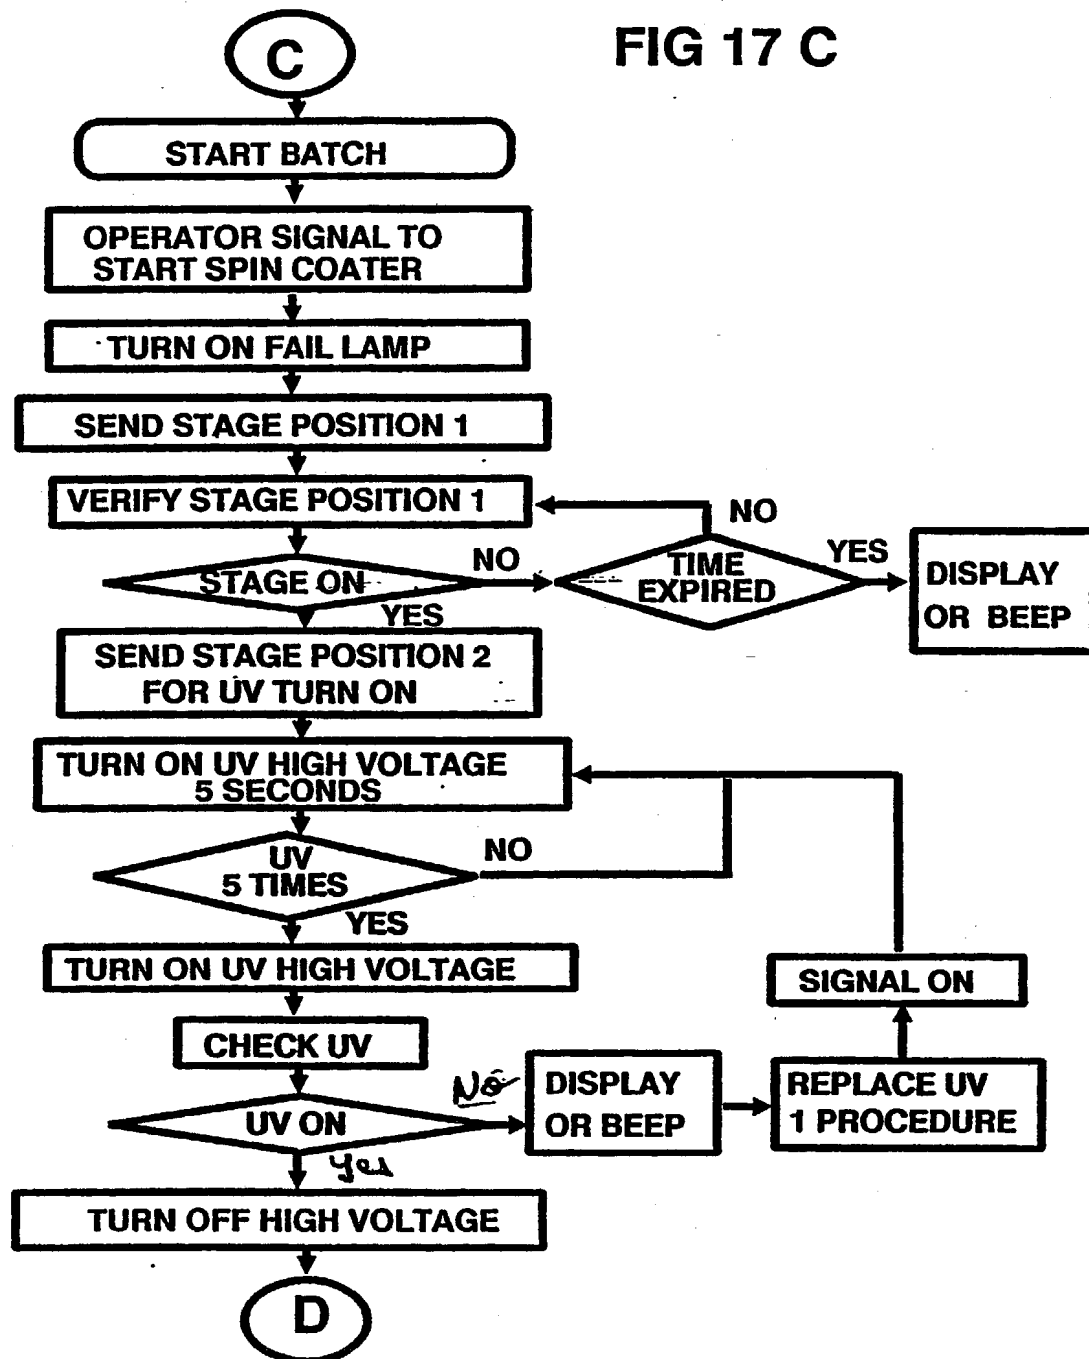 FIG 17 C
C
START BATCH
OPERATOR SIGNAL TO
START SPIN COATER
TURN ON FAIL LAMP
SEND STAGE POSITION 1
VERIFY STAGE POSITION 1
NO
STAGE ON
NO
TIME
EXPIRED
YES
DISPLAY
OR BEEP
YES
SEND STAGE POSITION 2
FOR UV TURN ON
TURN ON UV HIGH VOLTAGE
5 SECONDS
UV
5 TIMES
NO
YES
TURN ON UV HIGH VOLTAGE
SIGNAL ON
CHECK UV
UV ON
No
DISPLAY
OR BEEP
REPLACE UV
1 PROCEDURE
Yes
TURN OFF HIGH VOLTAGE
D